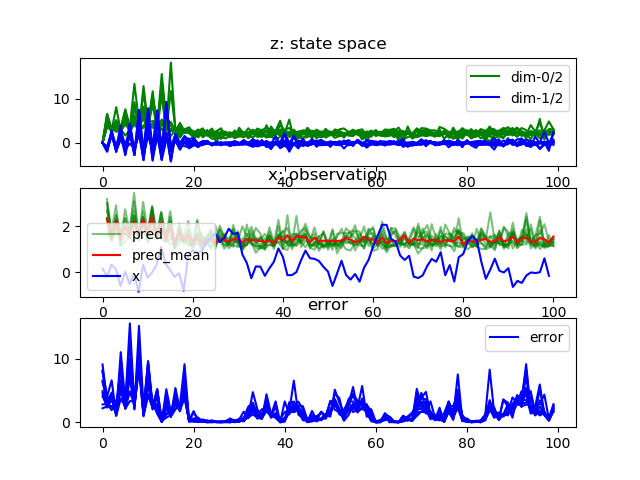 z: state space
10
0
dim-0/2
dim-1/2
0 20 40 60 80 100
x: observation
2
0
pred
pred_mean
x
0 20 40 60 80 100
error
10
0
error
0 20 40 60 80 100